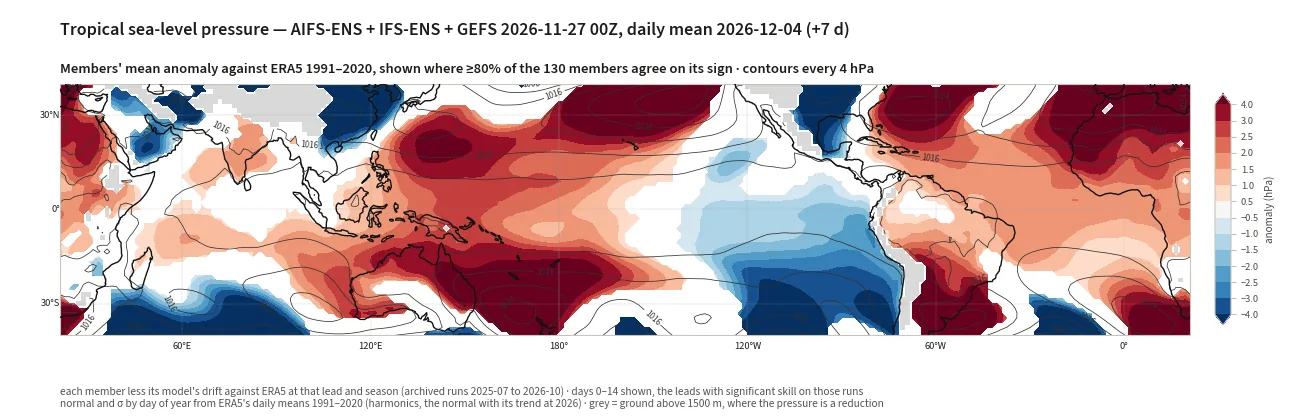 Tropical sea-level pressure — AIFS-ENS + IFS-ENS + GEFS 2026-11-27 00Z, daily mean 2026-12-04 (+7 d)
Members' mean anomaly against ERA5 1991–2020, shown where ≥80% of the 130 members agree on its sign · contours every 4 hPa
30°N
0°
30°S
60°E
120°E
180°
120°W
60°W
0°
1016
1016
1016
1016
1016
1016
1016
4.0
3.0
2.5
2.0
1.5
1.0
0.5
−0.5
−1.0
−1.5
−2.0
−2.5
−3.0
−4.0
anomaly (hPa)
each member less its model's drift against ERA5 at that lead and season (archived runs 2025-07 to 2026-10) · days 0–14 shown, the leads with significant skill on those runs
normal and σ by day of year from ERA5's daily means 1991–2020 (harmonics, the normal with its trend at 2026) · grey = ground above 1500 m, where the pressure is a reduction